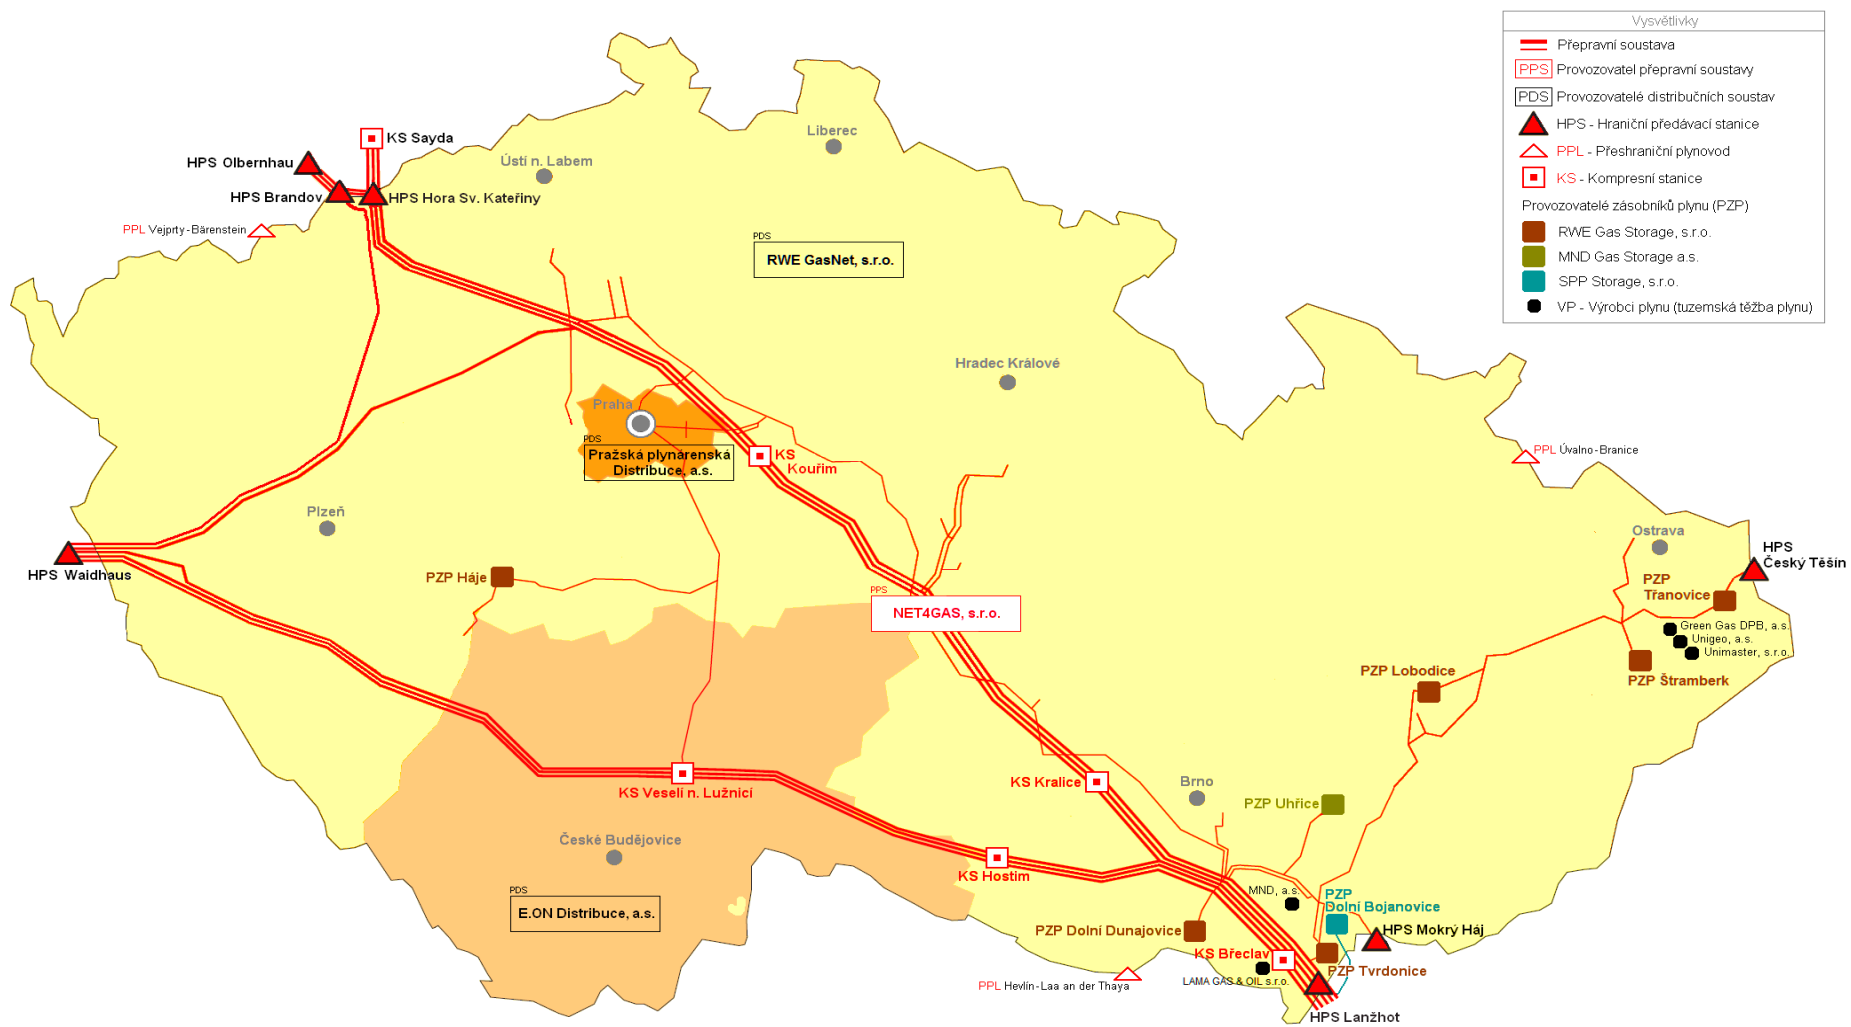 Vysvětlivky
Přepravní soustava
PPS Provozovatel přepravní soustavy
PDS Provozovatelé distribučních soustav
HPS - Hraniční předávací stanice
PPL - Přeshraniční plynovod
KS - Kompresní stanice
Provozovatelé zásobníků plynu (PZP)
RWE Gas Storage, s.r.o.
MND Gas Storage a.s.
SPP Storage, s.r.o.
VP - Výrobci plynu (tuzemská těžba plynu)
KS Sayda
HPS Olbernhau
HPS Brandov
HPS Hora Sv. Kateřiny
PPL Vejprty-Bärenstein
Ústí n. Labem
Liberec
PDS
RWE GasNet, s.r.o.
Hradec Králové
Praha
PDS
Pražská plynárenská
Distribuce, a.s.
KS
Kouřim
PPL Úvalno-Branice
Plzeň
HPS Waidhaus
PZP Háje
PPS
NET4GAS, s.r.o.
Ostrava
HPS
Český Těšín
PZP
Třanovice
Green Gas DPB, a.s.
Unigeo, a.s.
Unimaster, s.r.o.
PZP Štramberk
PZP Lobodice
KS Veselí n. Lužnicí
KS Kralice
Brno
PZP Uhřice
České Budějovice
KS Hostim
PDS
E.ON Distribuce, a.s.
MND, a.s.
PZP
Dolní Bojanovice
PZP Dolní Dunajovice
HPS Mokrý Háj
KS Břeclav
PZP Tvrdonice
LAMA GAS & OIL s.r.o.
PPL Hevlín-Laa an der Thaya
HPS Lanžhot